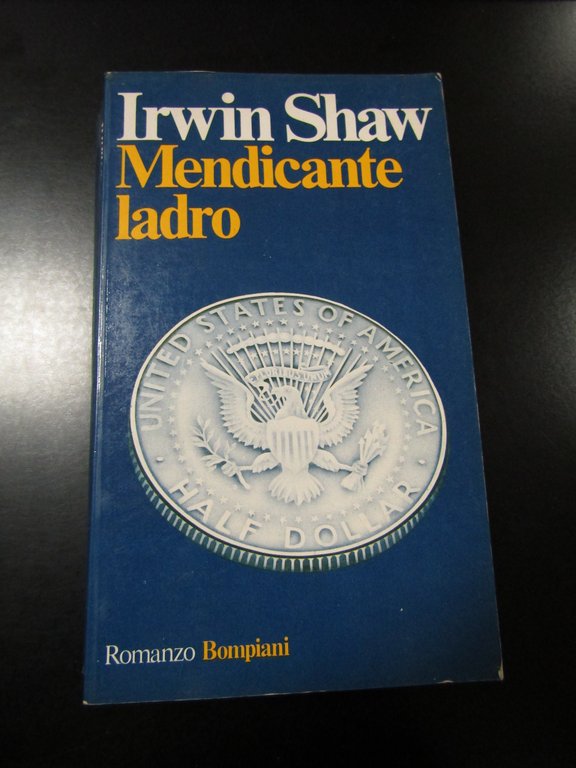 Irwin Shaw
Mendicante
ladro
UNITED STATES OF AMERICA
HALF DOLLAR
Romanzo Bompiani